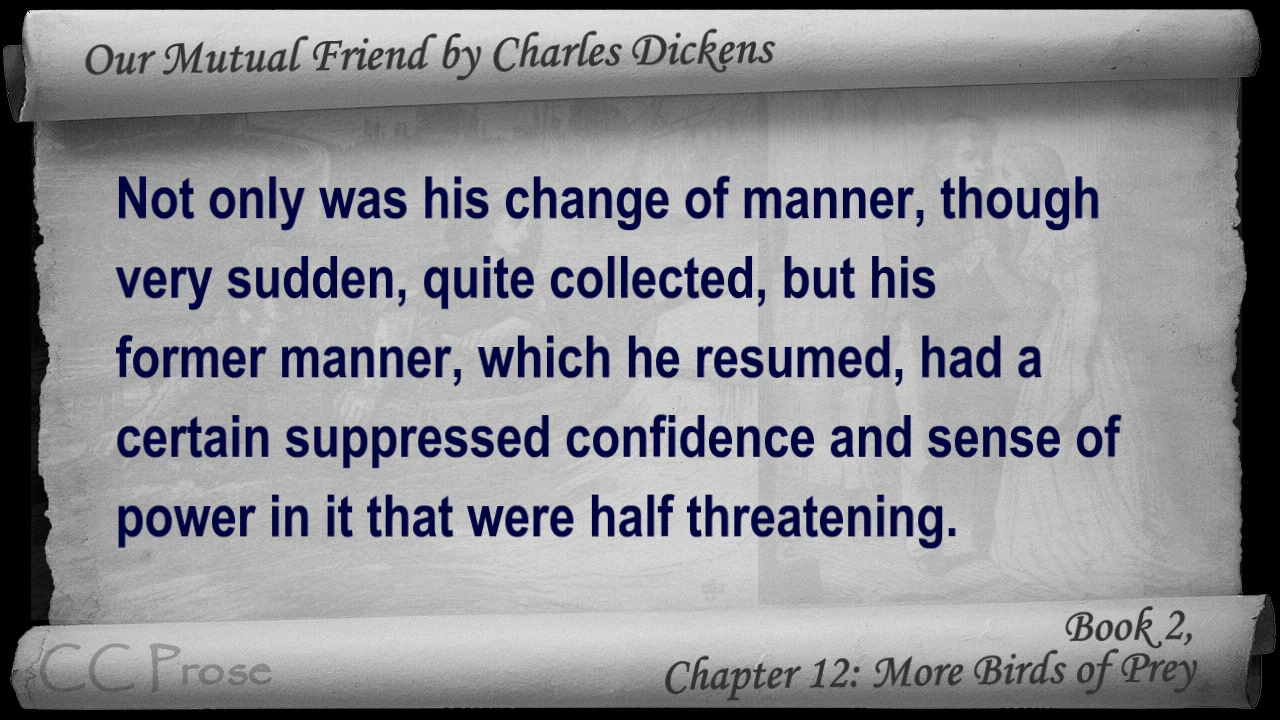 Our Mutual Friend by Charles Dickens
Not only was his change of manner, though
very sudden, quite collected, but his
former manner, which he resumed, had a
certain suppressed confidence and sense of
power in it that were half threatening.
Book 2,
Chapter 12: More Birds of Prey
CC Prose